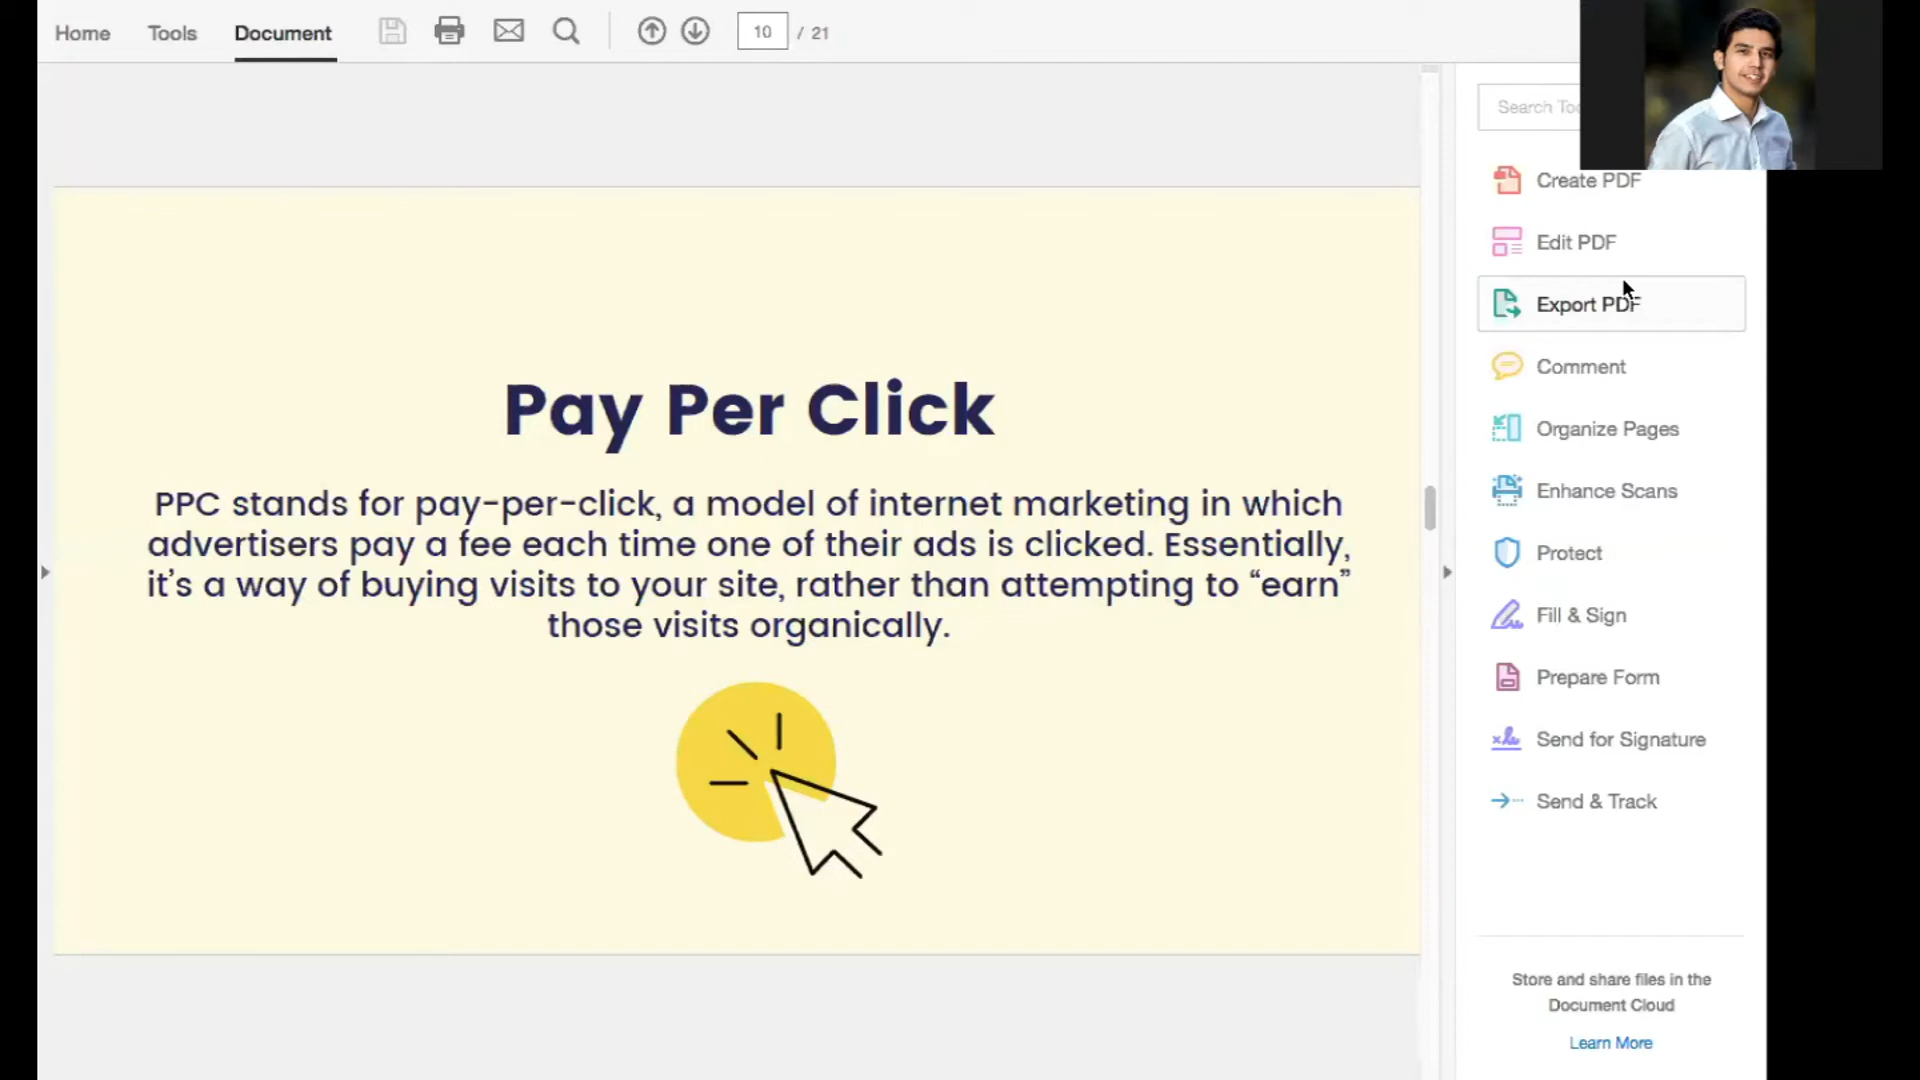 Home Tools Document 10 / 21
Search Too
Create PDF
Edit PDF
Export PDF
Comment
Organize Pages
Enhance Scans
Protect
Fill & Sign
Prepare Form
Send for Signature
Send & Track
Store and share files in the
Document Cloud
Learn More
Pay Per Click
PPC stands for pay-per-click, a model of internet marketing in which
advertisers pay a fee each time one of their ads is clicked. Essentially,
it's a way of buying visits to your site, rather than attempting to “earn”
those visits organically.